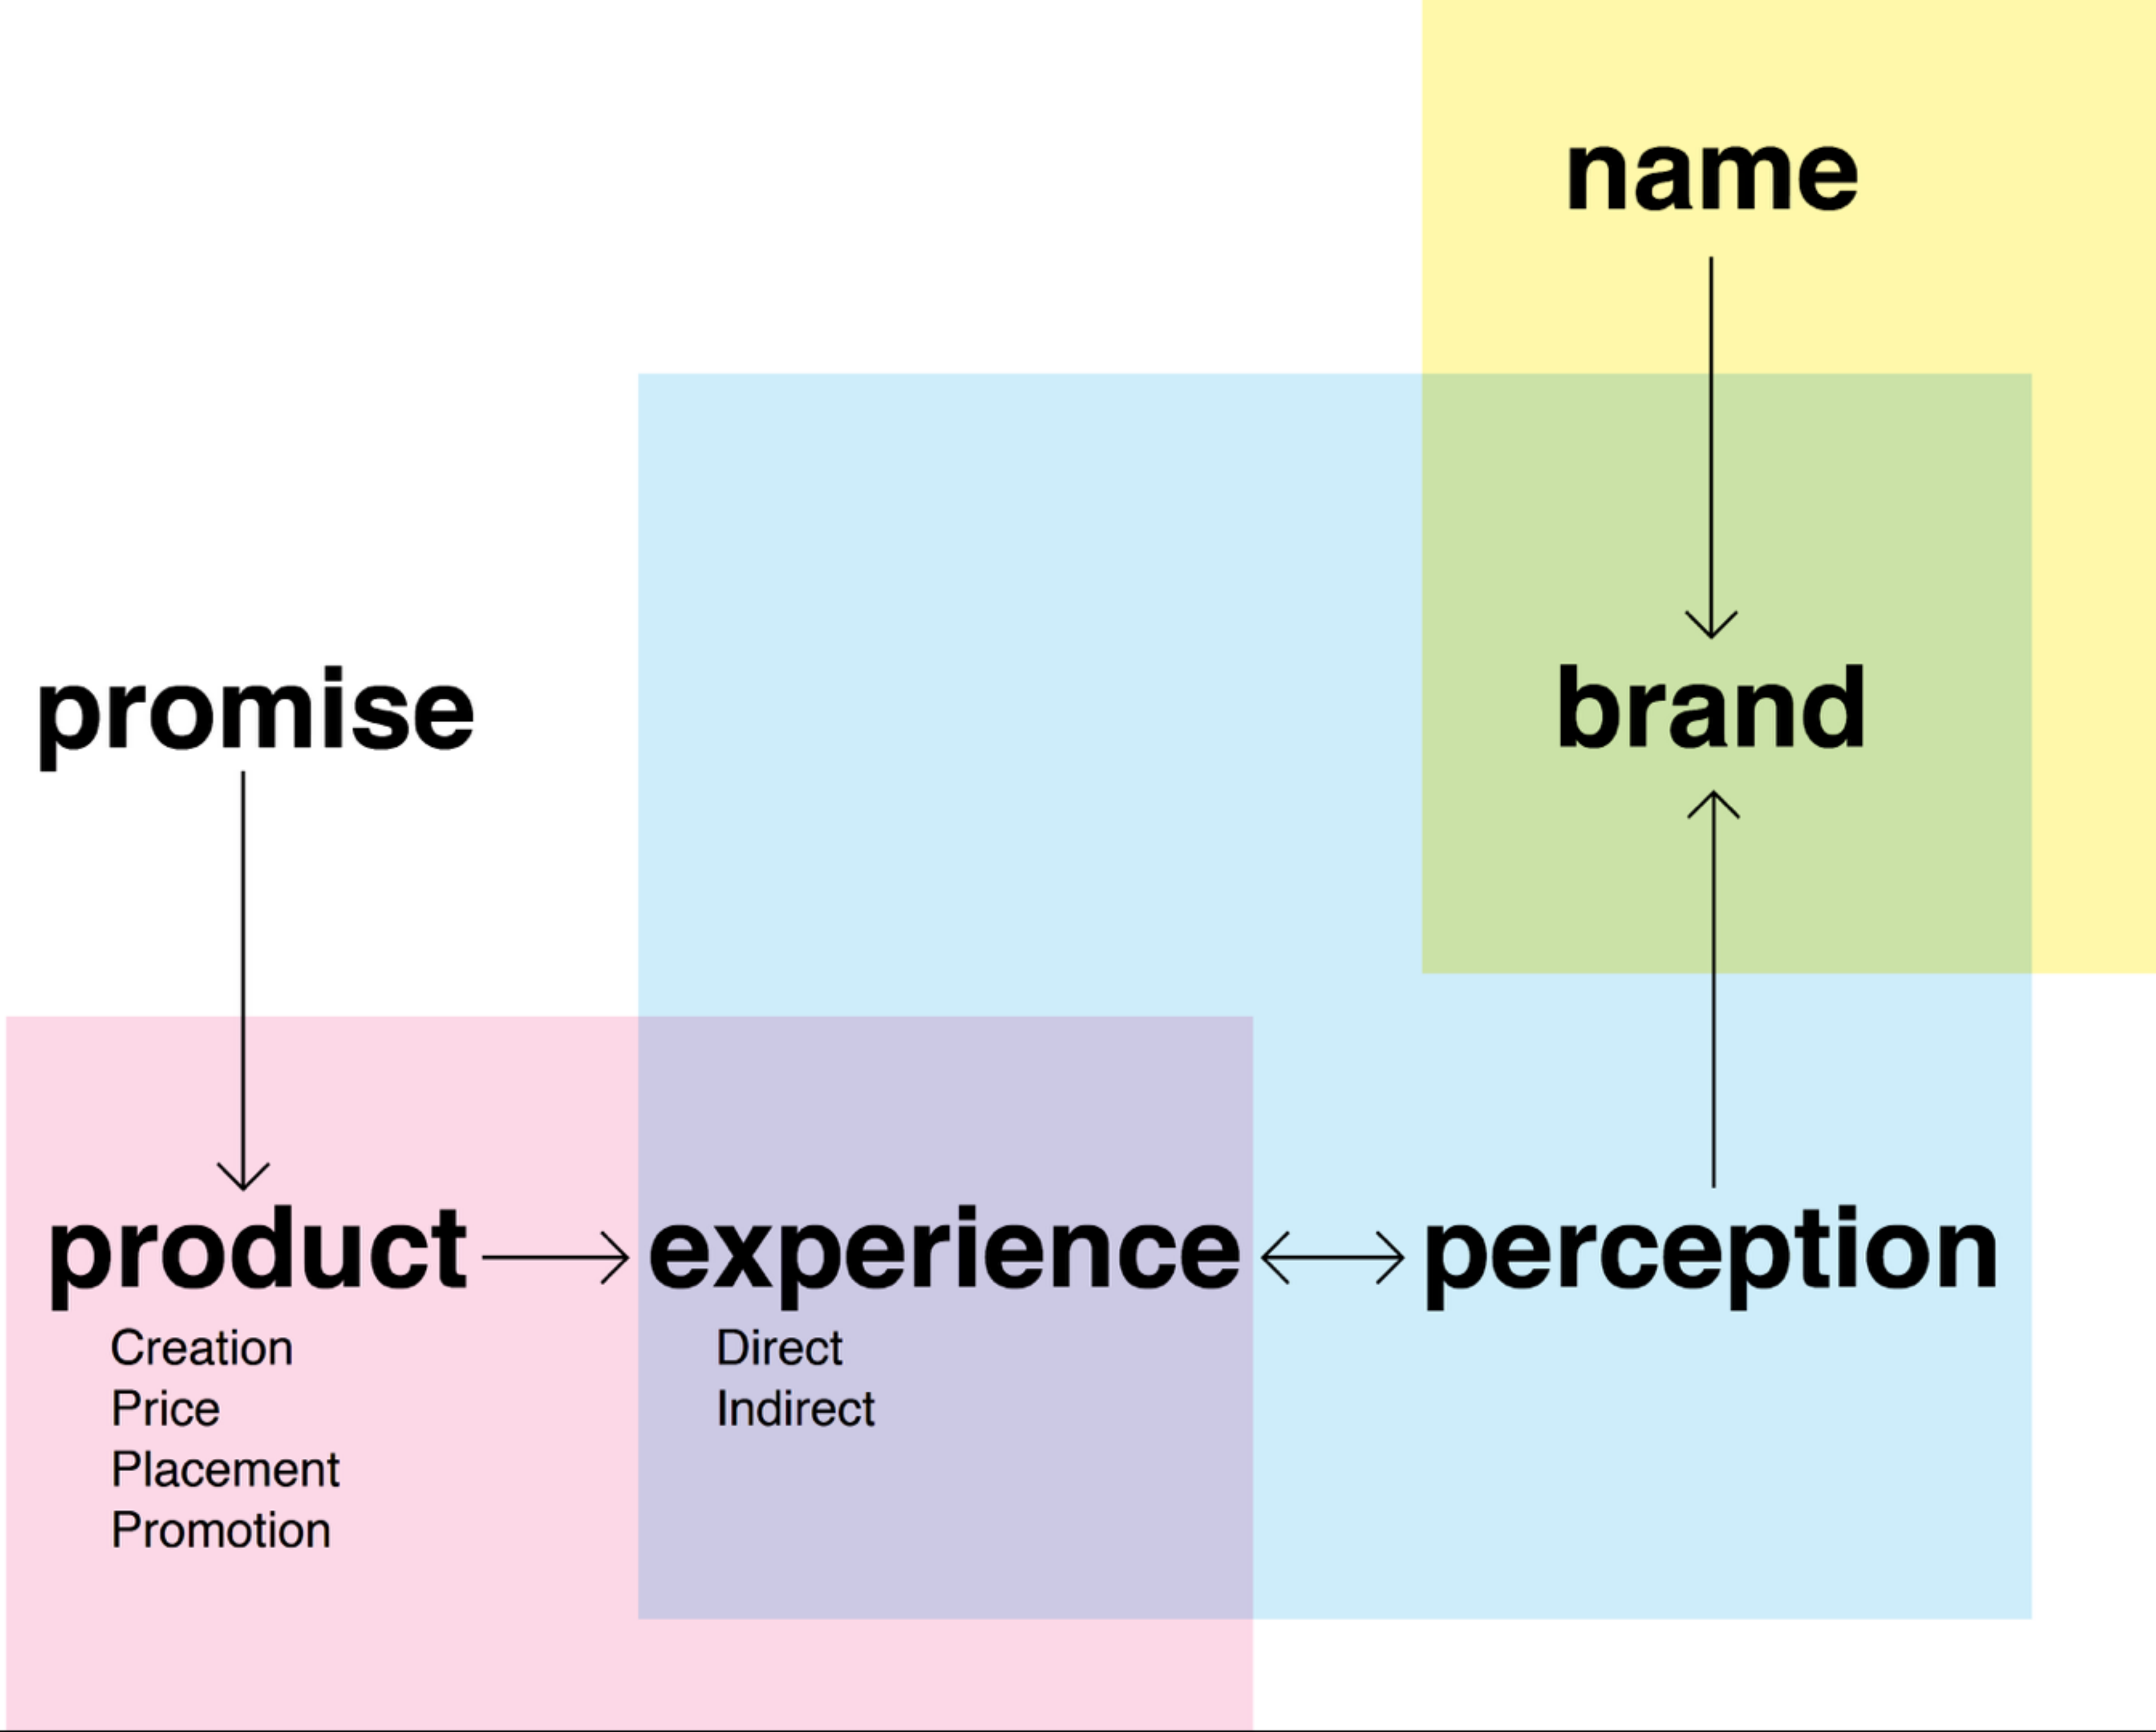 name
promise
brand
product
experience
perception
Creation
Price
Placement
Promotion
Direct
Indirect